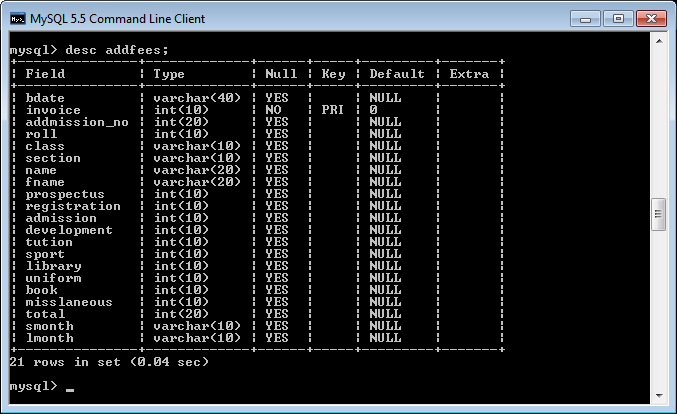 MySQL 5.5 Command Line Client
mysql> desc addfees;
+--------------+-------------+------+-----+---------+-------+
| Field        | Type        | Null | Key | Default | Extra |
+--------------+-------------+------+-----+---------+-------+
| bdate        | varchar(40) | YES  |     | NULL    |       |
| invoice      | int(10)     | NO   | PRI | 0       |       |
| addmission_no | int(20)     | YES  |     | NULL    |       |
| roll         | int(10)     | YES  |     | NULL    |       |
| class        | varchar(10) | YES  |     | NULL    |       |
| section      | varchar(10) | YES  |     | NULL    |       |
| name         | varchar(20) | YES  |     | NULL    |       |
| fname        | varchar(20) | YES  |     | NULL    |       |
| prospectus   | int(10)     | YES  |     | NULL    |       |
| registration | int(10)     | YES  |     | NULL    |       |
| admission    | int(10)     | YES  |     | NULL    |       |
| development  | int(10)     | YES  |     | NULL    |       |
| tution       | int(10)     | YES  |     | NULL    |       |
| sport        | int(10)     | YES  |     | NULL    |       |
| library      | int(10)     | YES  |     | NULL    |       |
| uniform      | int(10)     | YES  |     | NULL    |       |
| book         | int(10)     | YES  |     | NULL    |       |
| misslaneous  | int(10)     | YES  |     | NULL    |       |
| total        | int(20)     | YES  |     | NULL    |       |
| smonth       | varchar(10) | YES  |     | NULL    |       |
| lmonth       | varchar(10) | YES  |     | NULL    |       |
+--------------+-------------+------+-----+---------+-------+
21 rows in set (0.04 sec)
mysql> _